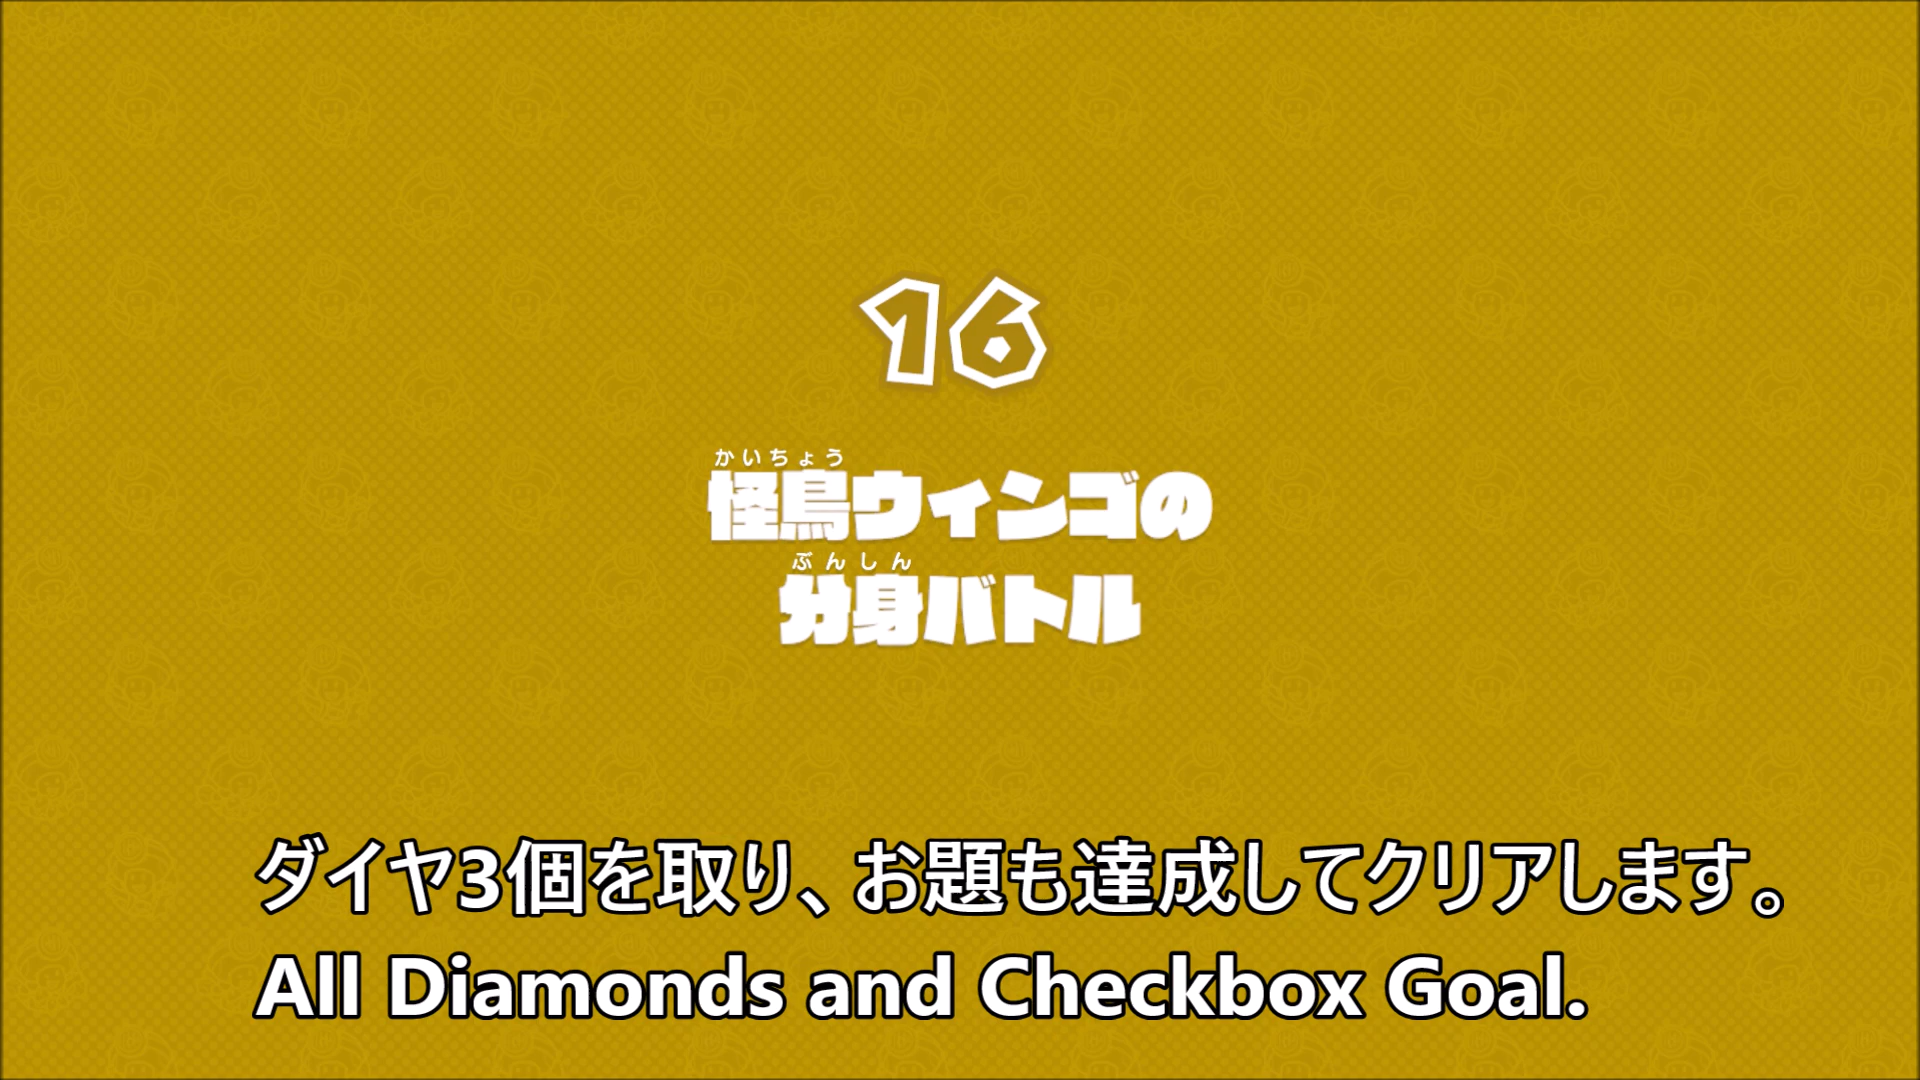 16
かいちょう
怪鳥ウィンゴの
ぶんしん
分身バトル
ダイヤ3個を取り、お題も達成してクリアします。
All Diamonds and Checkbox Goal.